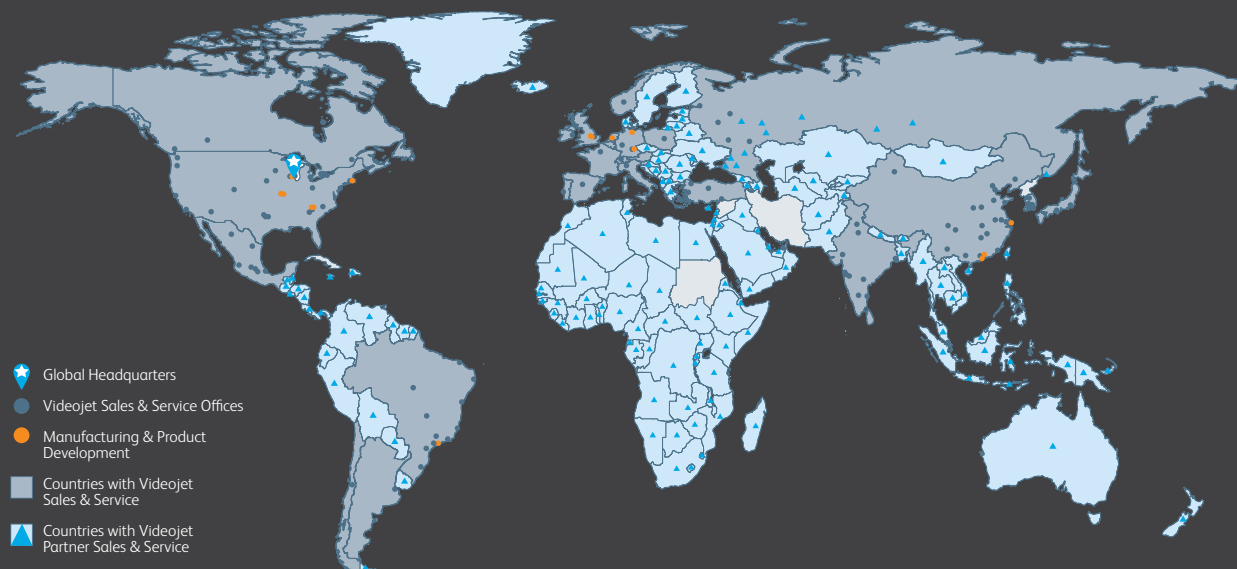 Global Headquarters
Videojet Sales & Service Offices
Manufacturing & Product
Development
Countries with Videojet
Sales & Service
Countries with Videojet
Partner Sales & Service